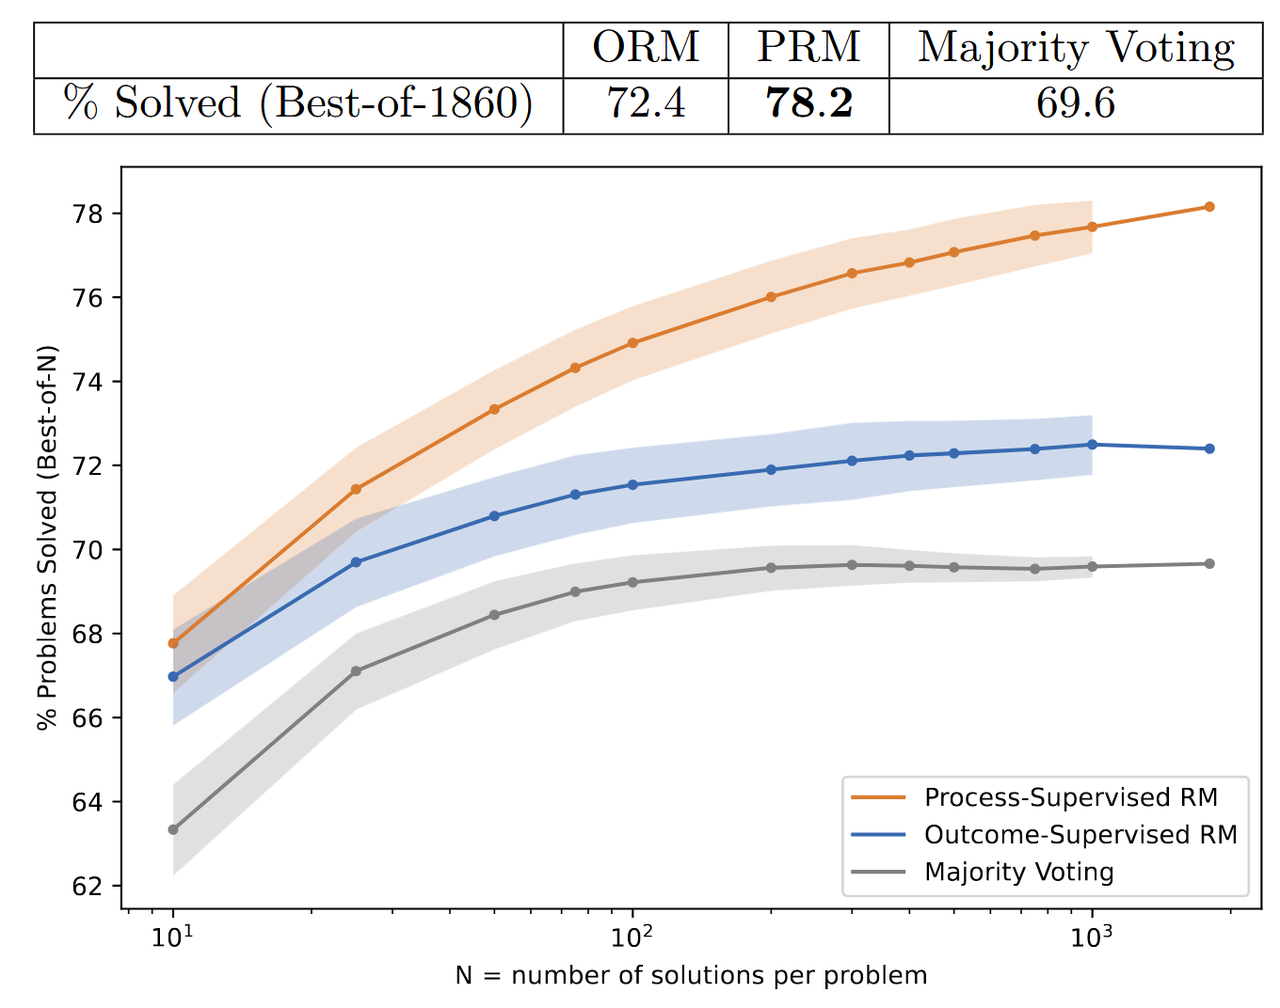 ORM PRM Majority Voting
% Solved (Best-of-1860) 72.4 78.2 69.6
78
76
74
72
70
68
66
64
62
% Problems Solved (Best-of-N)
Process-Supervised RM
Outcome-Supervised RM
Majority Voting
10¹ 10² 10³
N = number of solutions per problem